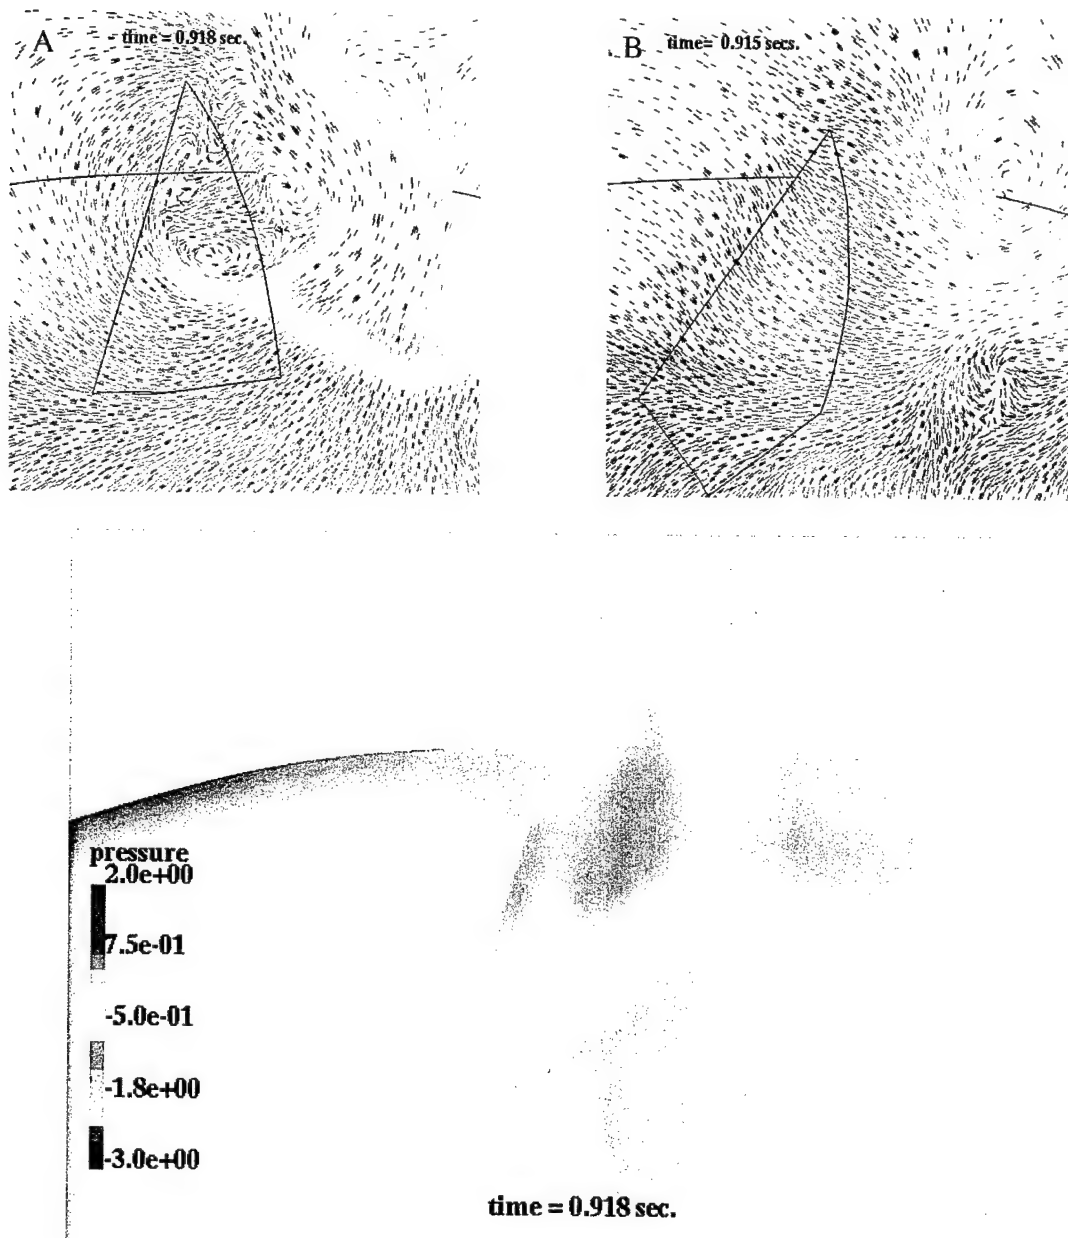 A
time = 0.918 sec.
B
time= 0.915 secs.
pressure
2.0e+00
7.5e-01
-5.0e-01
-1.8e+00
-3.0e+00
time = 0.918 sec.